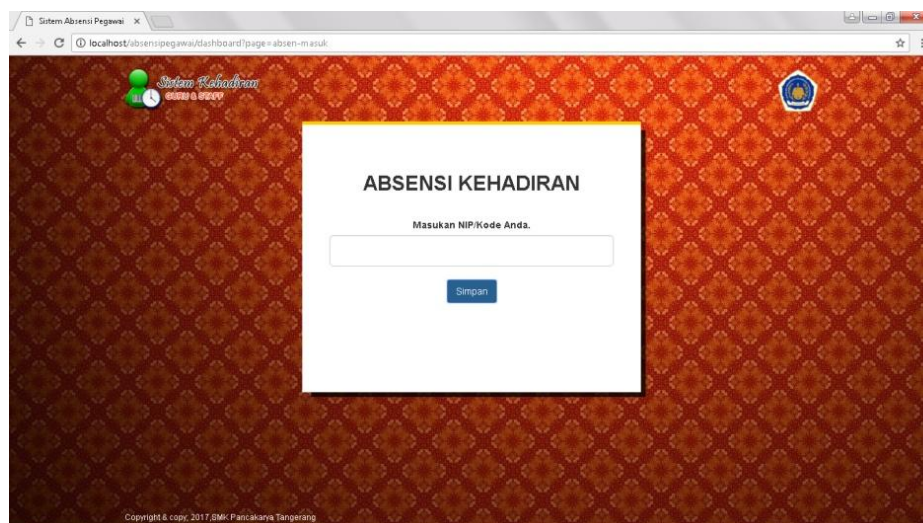 Sistem Absensi Pegawai
localhost/absensipegawai/dashboard?page=absen-masuk
Sistem Kehadiran
GURU & STAFF
ABSENSI KEHADIRAN
Masukan NIP/Kode Anda.
Simpan
Copyright & copy; 2017,SMK Pancakarya Tangerang